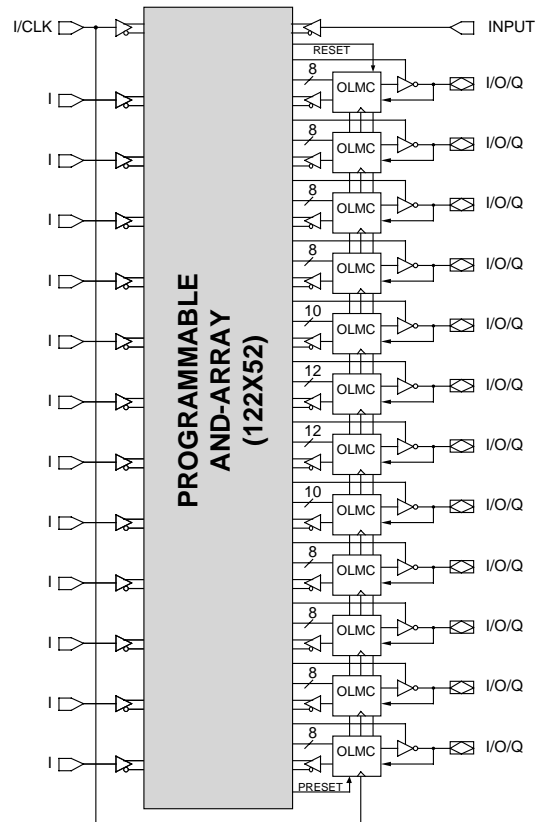 I/CLK
INPUT
RESET
8
OLMC
I/O/Q
I
8
OLMC
I/O/Q
I
8
OLMC
I/O/Q
I
8
OLMC
I/O/Q
I
10
OLMC
I/O/Q
I
12
OLMC
I/O/Q
I
12
OLMC
I/O/Q
I
10
OLMC
I/O/Q
I
8
OLMC
I/O/Q
I
8
OLMC
I/O/Q
I
8
OLMC
I/O/Q
I
8
OLMC
I/O/Q
I
PRESET
PROGRAMMABLE
AND-ARRAY
(122X52)